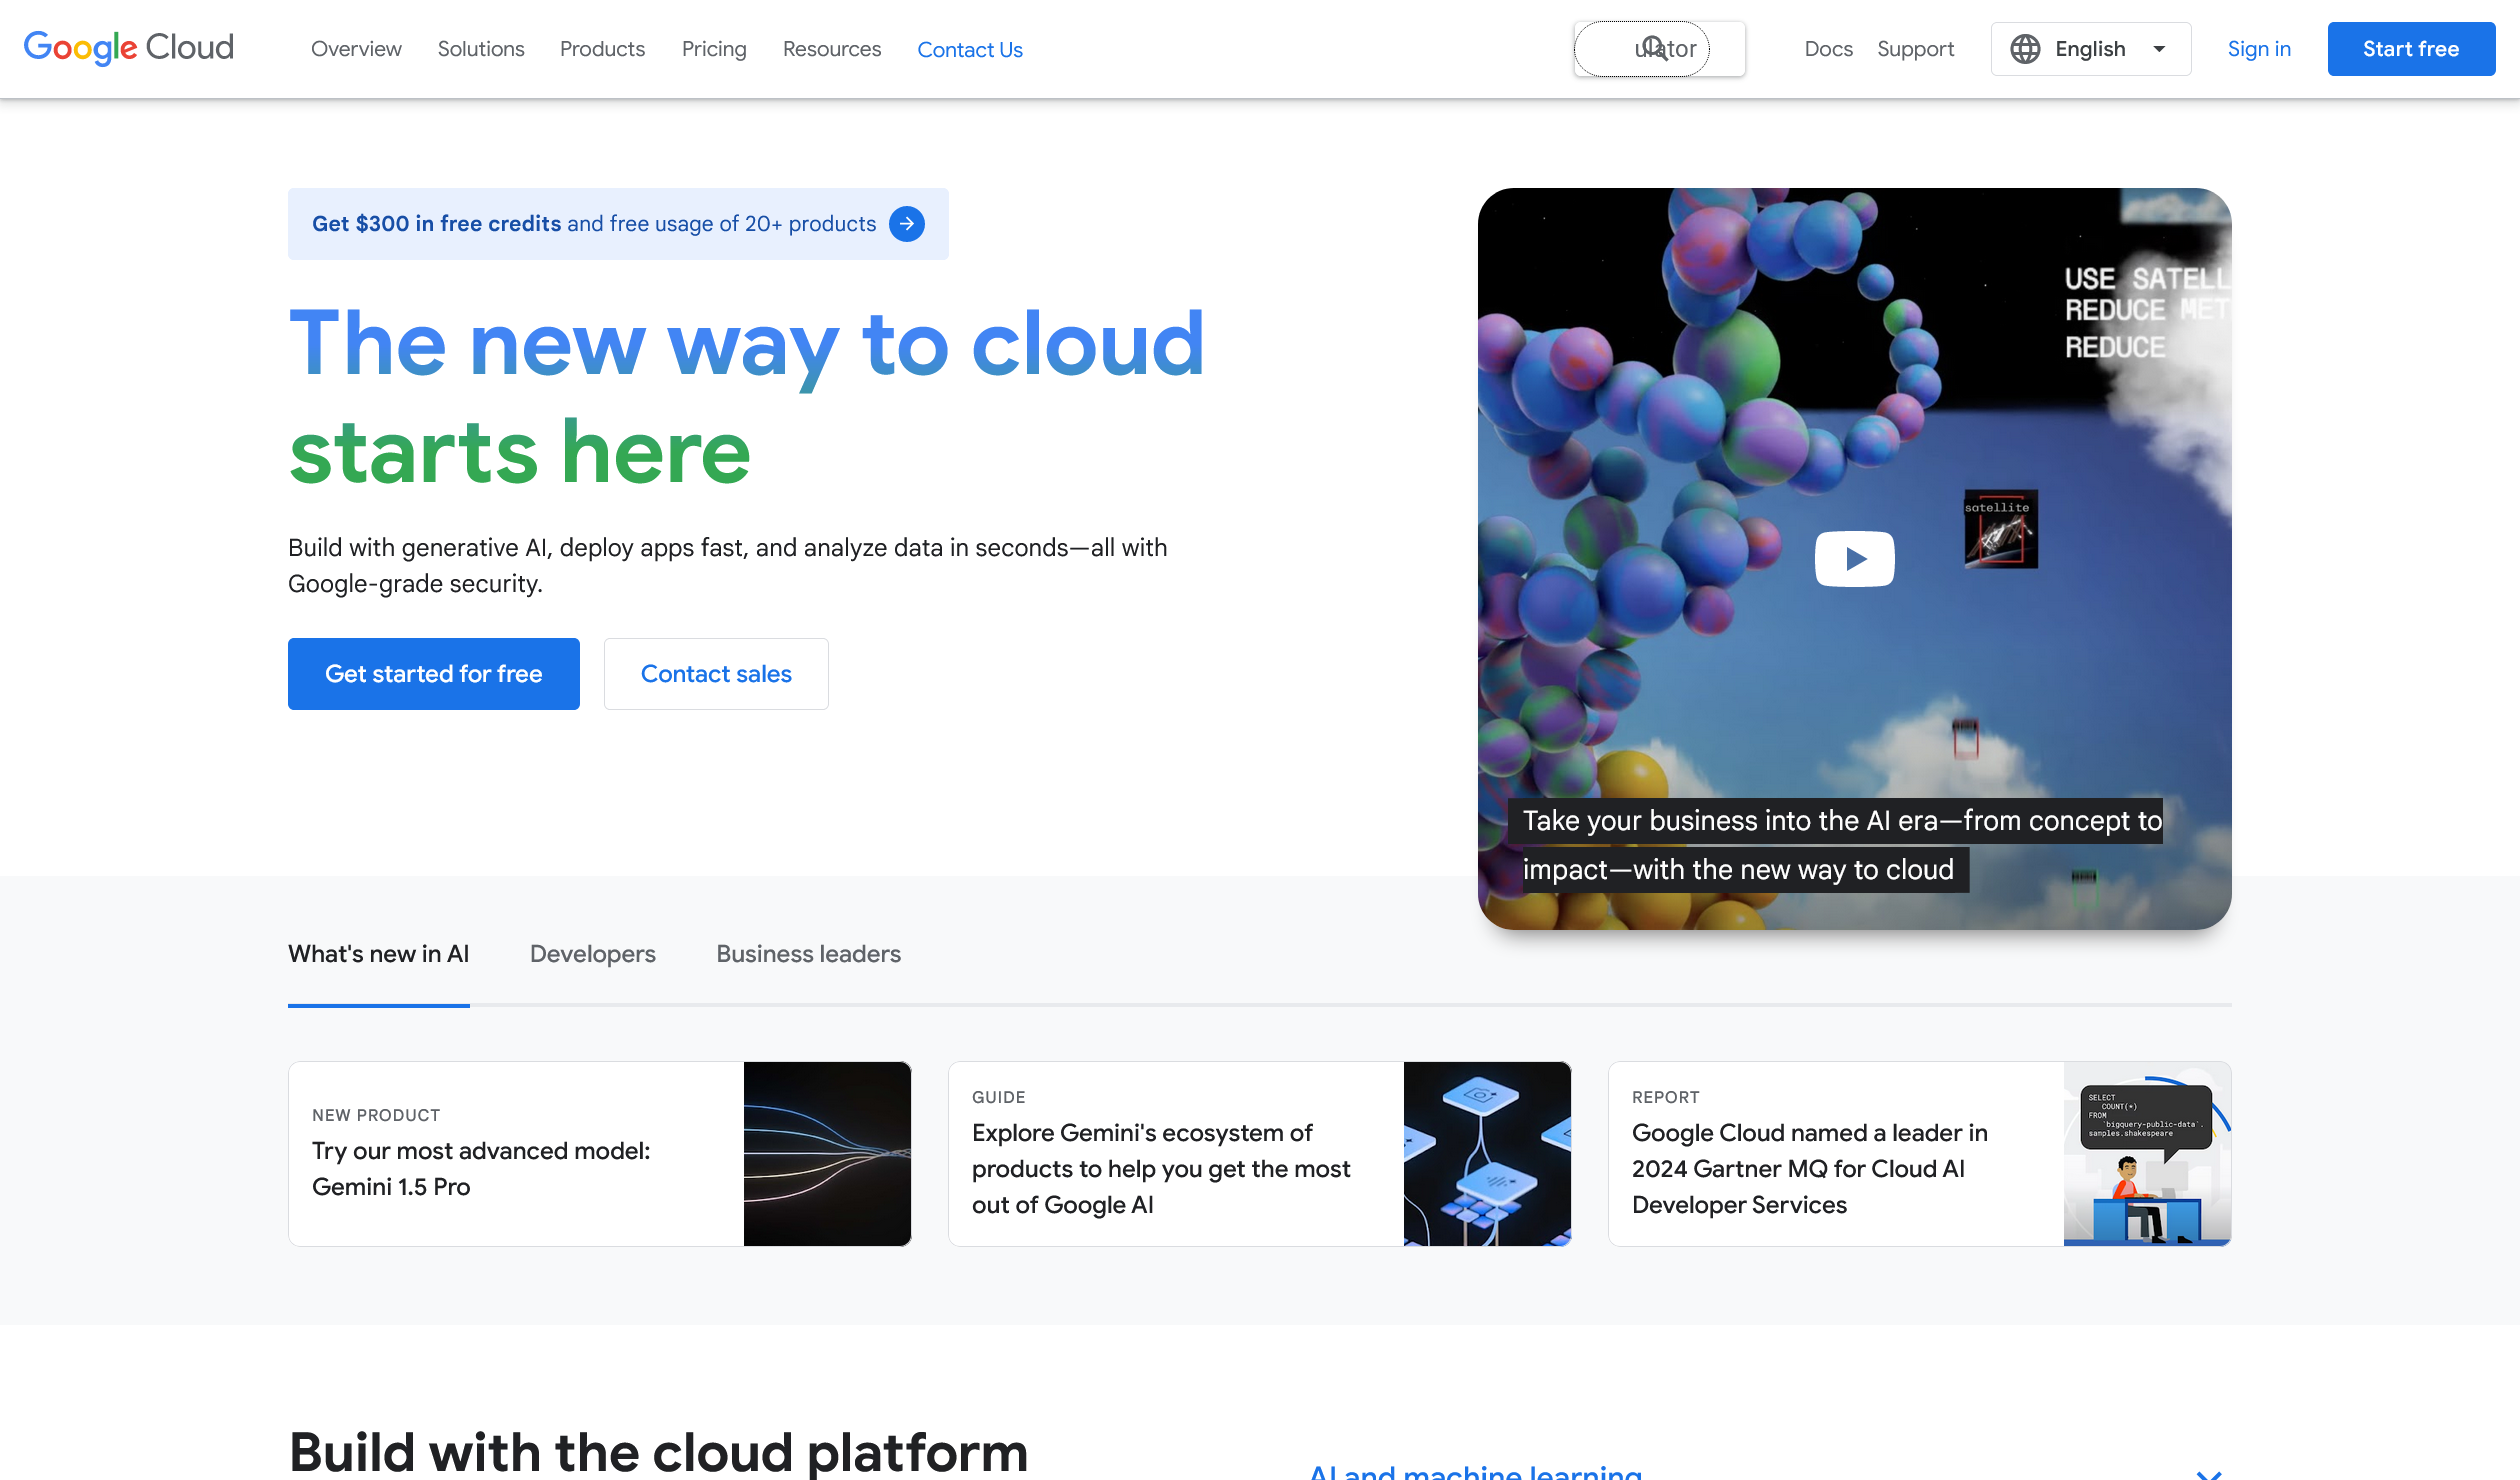 Google Cloud
Overview
Solutions
Products
Pricing
Resources
Contact Us
ulator
Docs
Support
English
Sign in
Start free
Get $300 in free credits and free usage of 20+ products
The new way to cloud
starts here
Build with generative AI, deploy apps fast, and analyze data in seconds—all with
Google-grade security.
Get started for free
Contact sales
USE SATELL
REDUCE MET
REDUCE
satellite
Take your business into the AI era—from concept to
impact—with the new way to cloud
What's new in AI
Developers
Business leaders
NEW PRODUCT
Try our most advanced model:
Gemini 1.5 Pro
GUIDE
Explore Gemini's ecosystem of
products to help you get the most
out of Google AI
REPORT
Google Cloud named a leader in
2024 Gartner MQ for Cloud AI
Developer Services
SELECT
COUNT(*)
FROM
`bigquery-public-data`.
samples.shakespeare
Build with the cloud platform
AI and machine learning